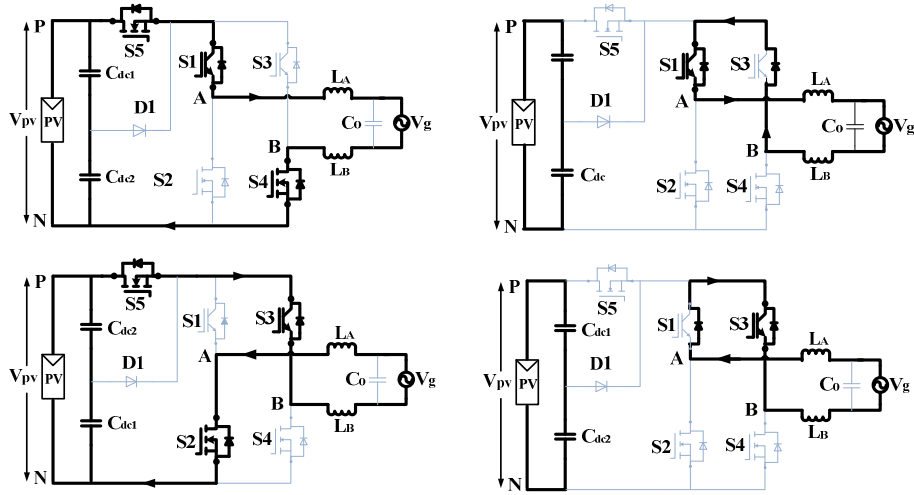 P
S5
S1
S3
Cdc1
LA
A
D1
Vpv
PV
Co
Vg
B
Cdc2
S2
S4
LB
N
P
S5
S1
S3
LA
A
D1
Vpv
PV
Co
Vg
B
Cdc
S2
S4
LB
N
P
S5
S1
S3
Cdc2
LA
A
D1
Vpv
PV
Co
Vg
B
Cdc1
S2
S4
LB
N
P
S5
S1
S3
Cdc1
LA
A
D1
Vpv
PV
Co
Vg
B
Cdc2
S2
S4
LB
N